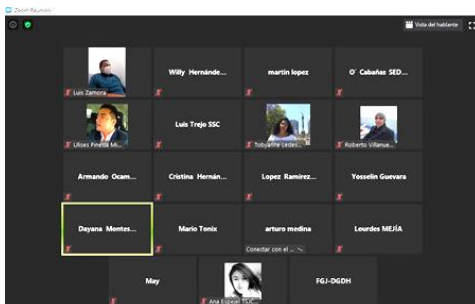 Zoom Reunión
Vista del hablante
Luis Zamora
Willy Hernánde...
martin lopez
O' Cabañas SED...
Ulises Pineda Mi...
Luis Trejo SSC
Tobyanne Ledes...
Roberto Villanue...
Armando Ocam...
Cristina Hernán...
Lopez Ramirez...
Yosselin Guevara
Dayana Montes...
Mario Tonix
arturo medina
Conectar con el ...
Lourdes MEJÍA
May
Ana Espejel TSJC...
FGJ-DGDH